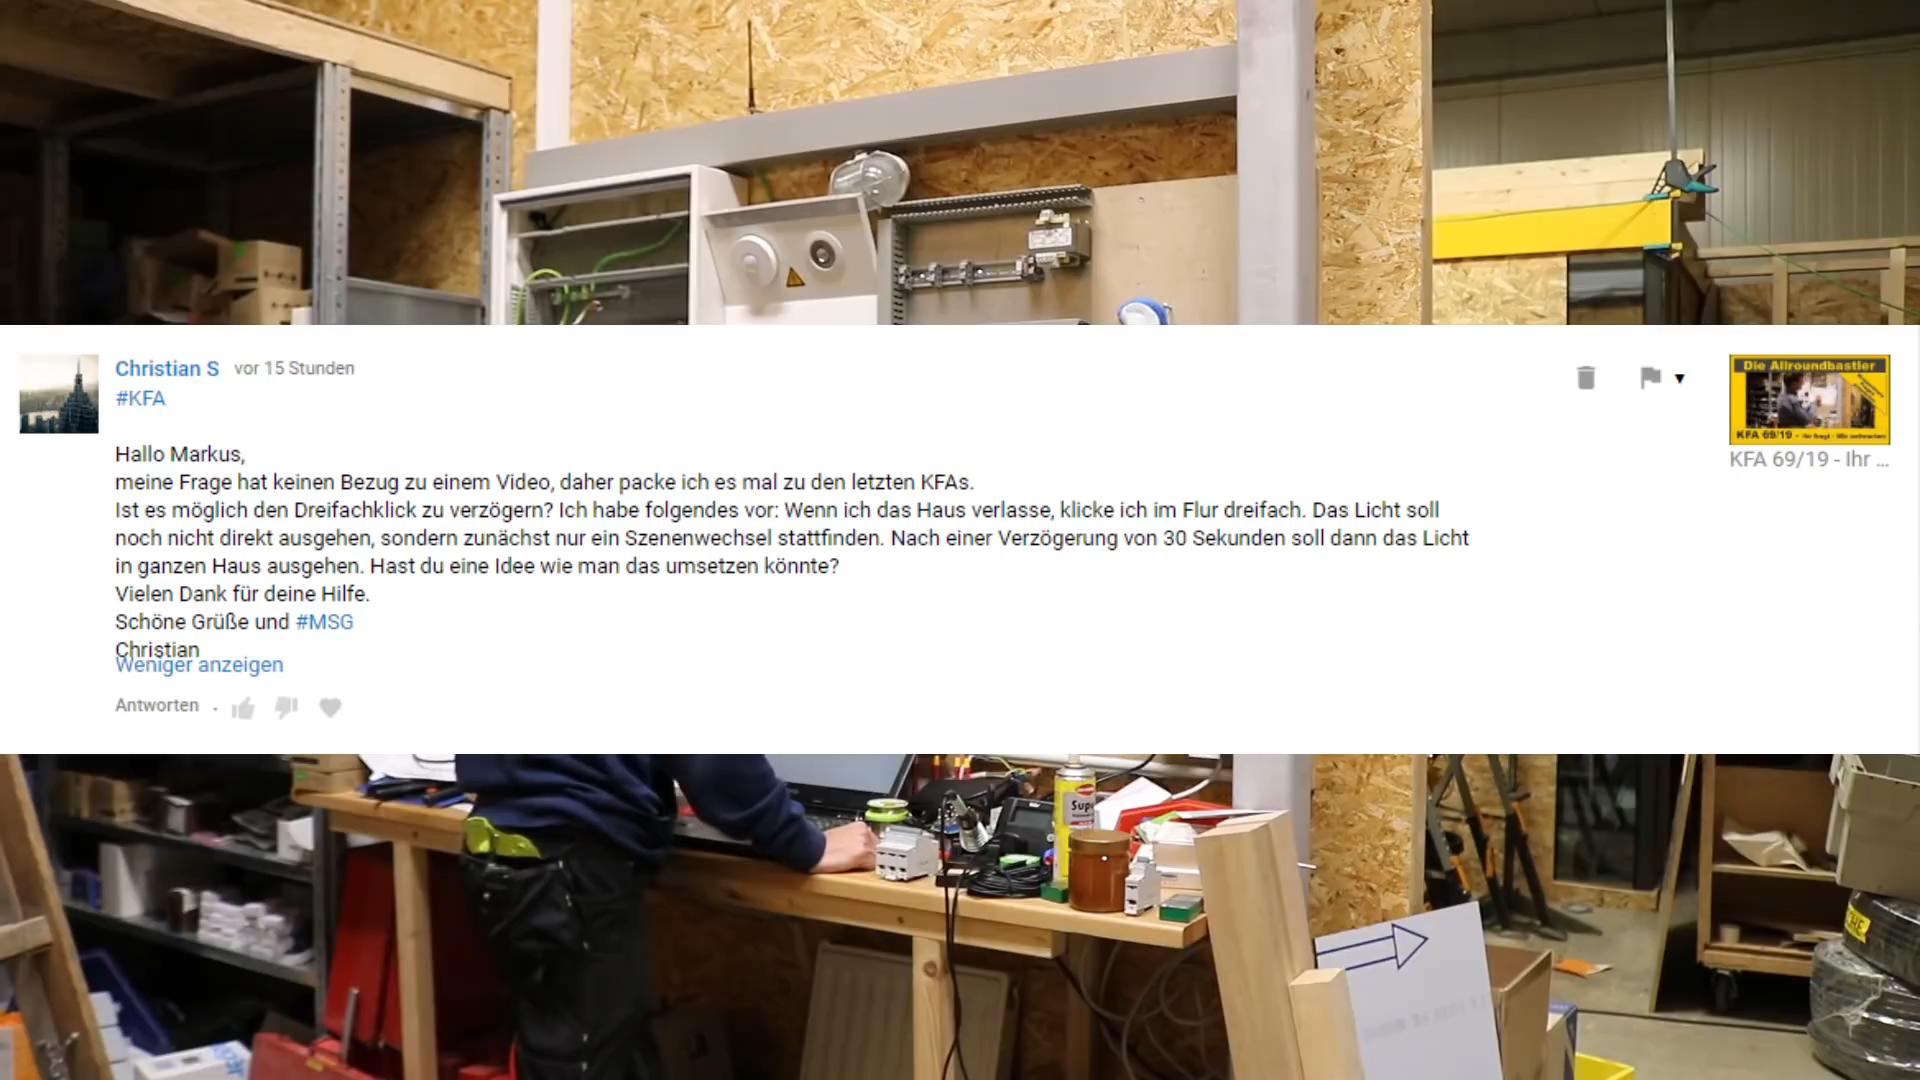 Christian S vor 15 Stunden
#KFA
Hallo Markus,
meine Frage hat keinen Bezug zu einem Video, daher packe ich es mal zu den letzten KFAs.
Ist es möglich den Dreifachklick zu verzögern? Ich habe folgendes vor: Wenn ich das Haus verlasse, klicke ich im Flur dreifach. Das Licht soll
noch nicht direkt ausgehen, sondern zunächst nur ein Szenenwechsel stattfinden. Nach einer Verzögerung von 30 Sekunden soll dann das Licht
in ganzen Haus ausgehen. Hast du eine Idee wie man das umsetzen könnte?
Vielen Dank für deine Hilfe.
Schöne Grüße und #MSG
Christian
Weniger anzeigen
Antworten
Die Allroundbastler
KFA 69/19 - Ihr fragt - Wir antworten
KFA 69/19 - Ihr ...
Sup